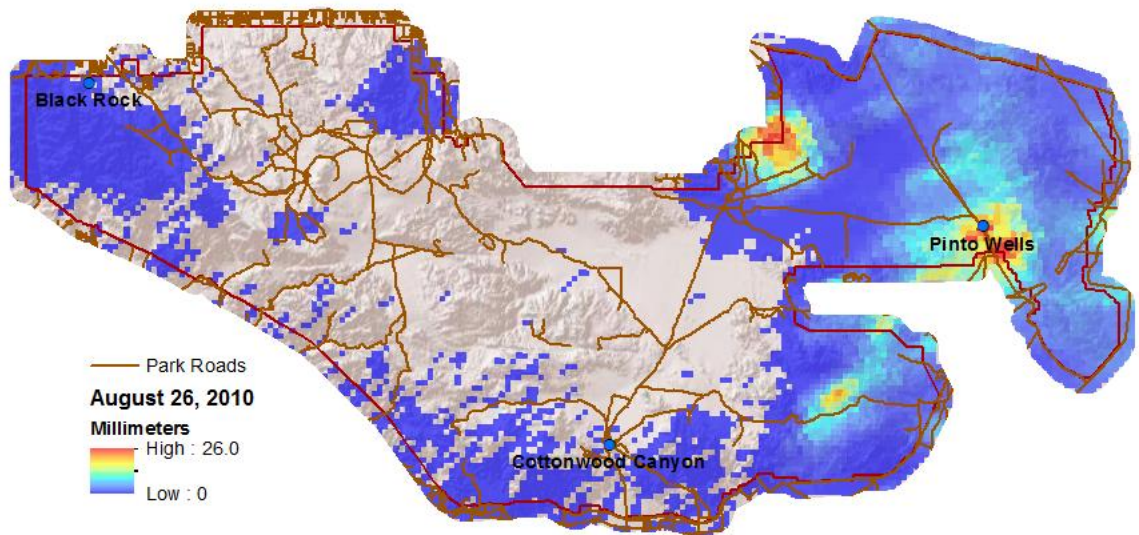 Black Rock
Pinto Wells
Park Roads
August 26, 2010
Millimeters
High : 26.0
Low : 0
Cottonwood Canyon